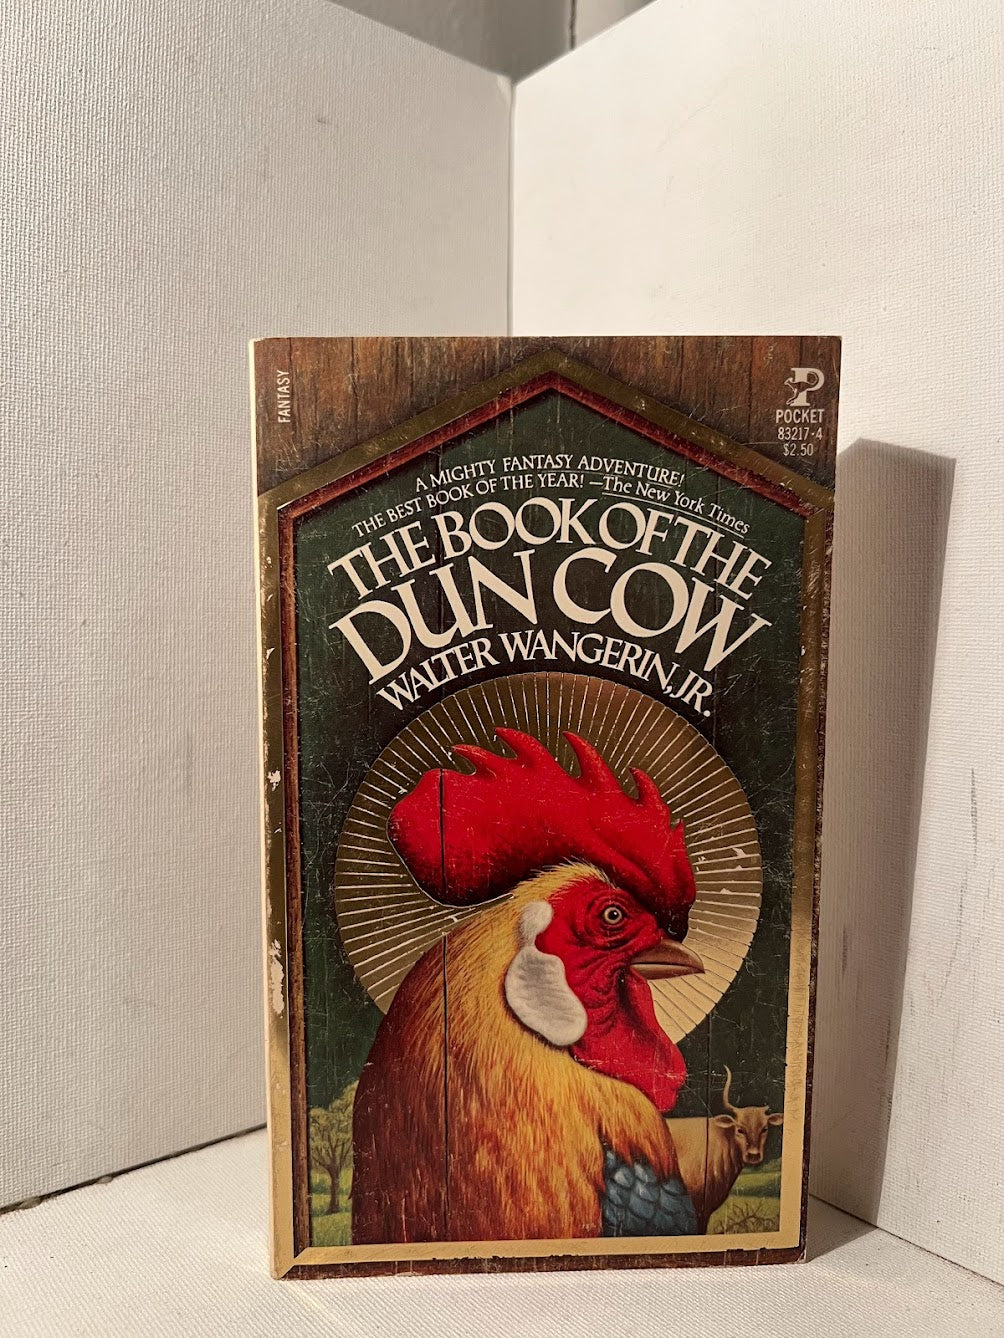 FANTASY
POCKET
83217-4
$2.50
A MIGHTY FANTASY ADVENTURE!
THE BEST BOOK OF THE YEAR! —The New York Times
THE BOOK OF THE
DUN COW
WALTER WANGERIN, JR.